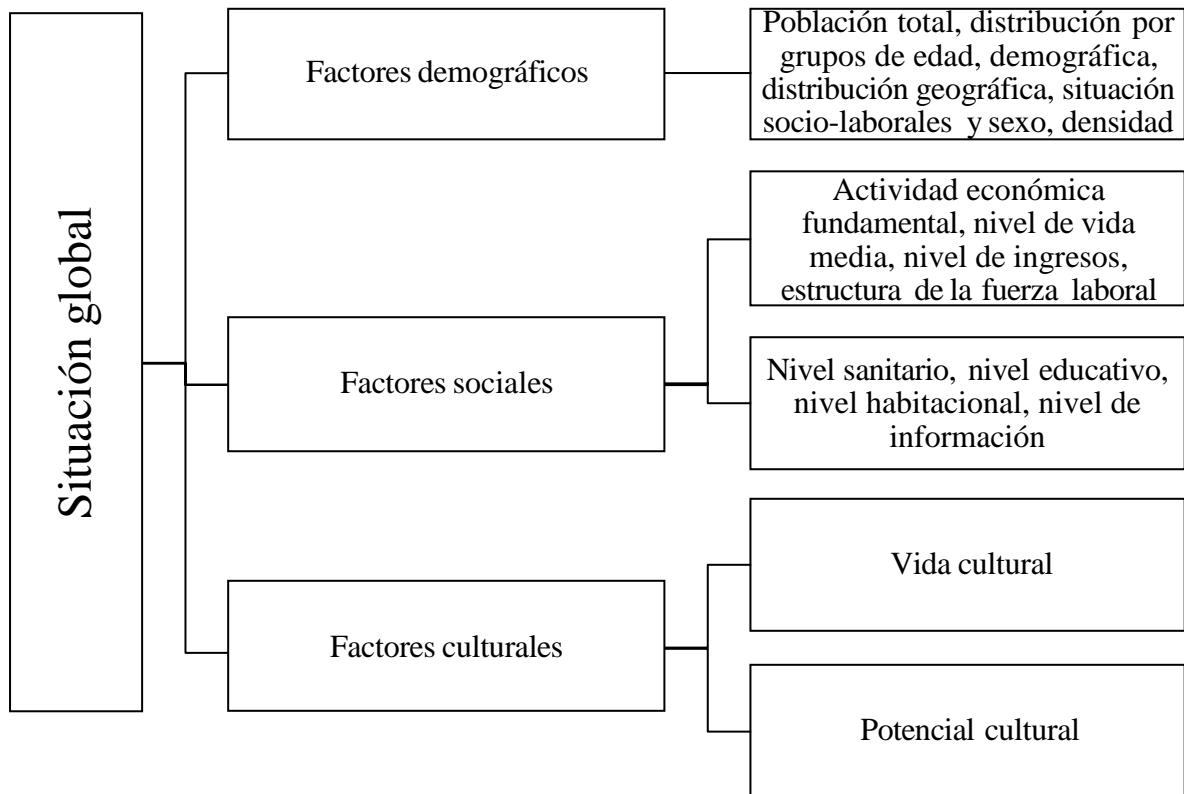 Situación global
Factores demográficos
Población total, distribución por
grupos de edad, demográfica,
distribución geográfica, situación
socio-laborales y sexo, densidad
Factores sociales
Actividad económica
fundamental, nivel de vida
media, nivel de ingresos,
estructura de la fuerza laboral
Nivel sanitario, nivel educativo,
nivel habitacional, nivel de
información
Factores culturales
Vida cultural
Potencial cultural